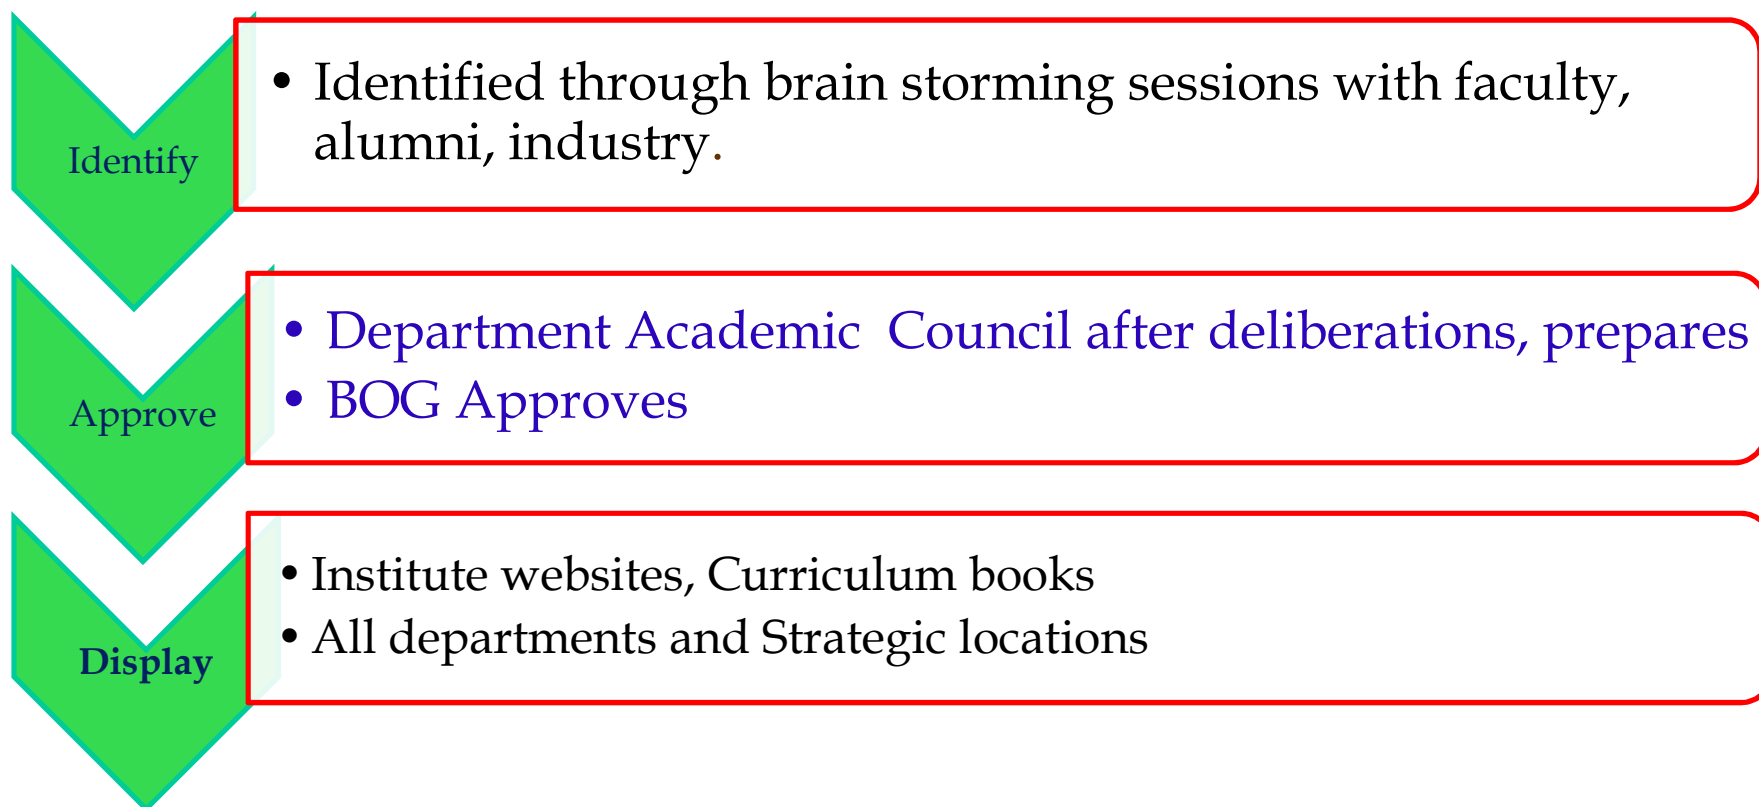 Identify
• Identified through brain storming sessions with faculty,
alumni, industry.
Approve
• Department Academic  Council after deliberations, prepares
• BOG Approves
Display
• Institute websites, Curriculum books
• All departments and Strategic locations